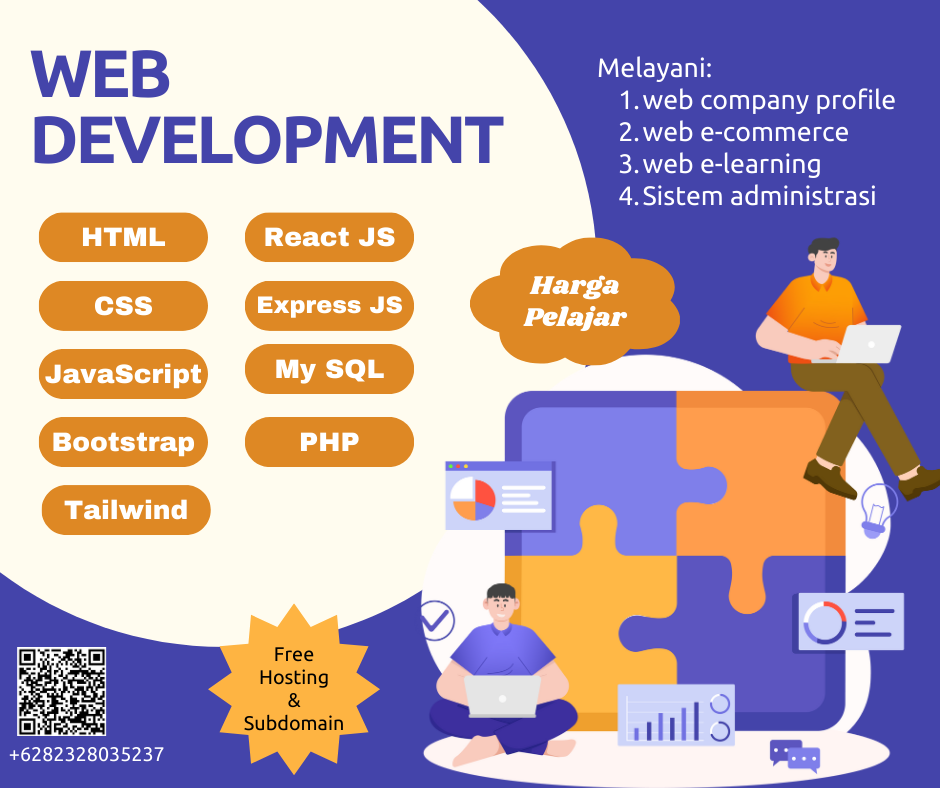 WEB
DEVELOPMENT
HTML
React JS
CSS
Express JS
JavaScript
My SQL
Bootstrap
PHP
Tailwind
Melayani:
1. web company profile
2. web e-commerce
3. web e-learning
4. Sistem administrasi
Harga
Pelajar
Free
Hosting
&
Subdomain
+6282328035237